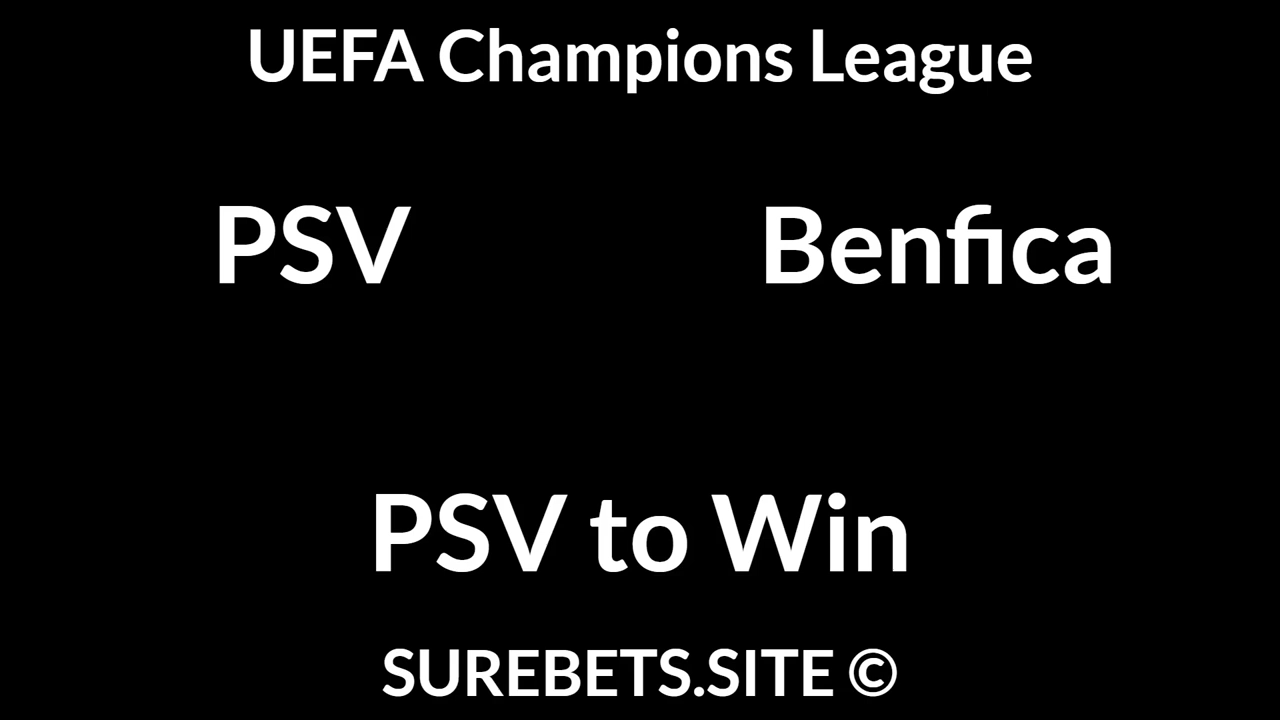 UEFA Champions League
PSV Benfica
PSV to Win
SUREBETS.SITE ©